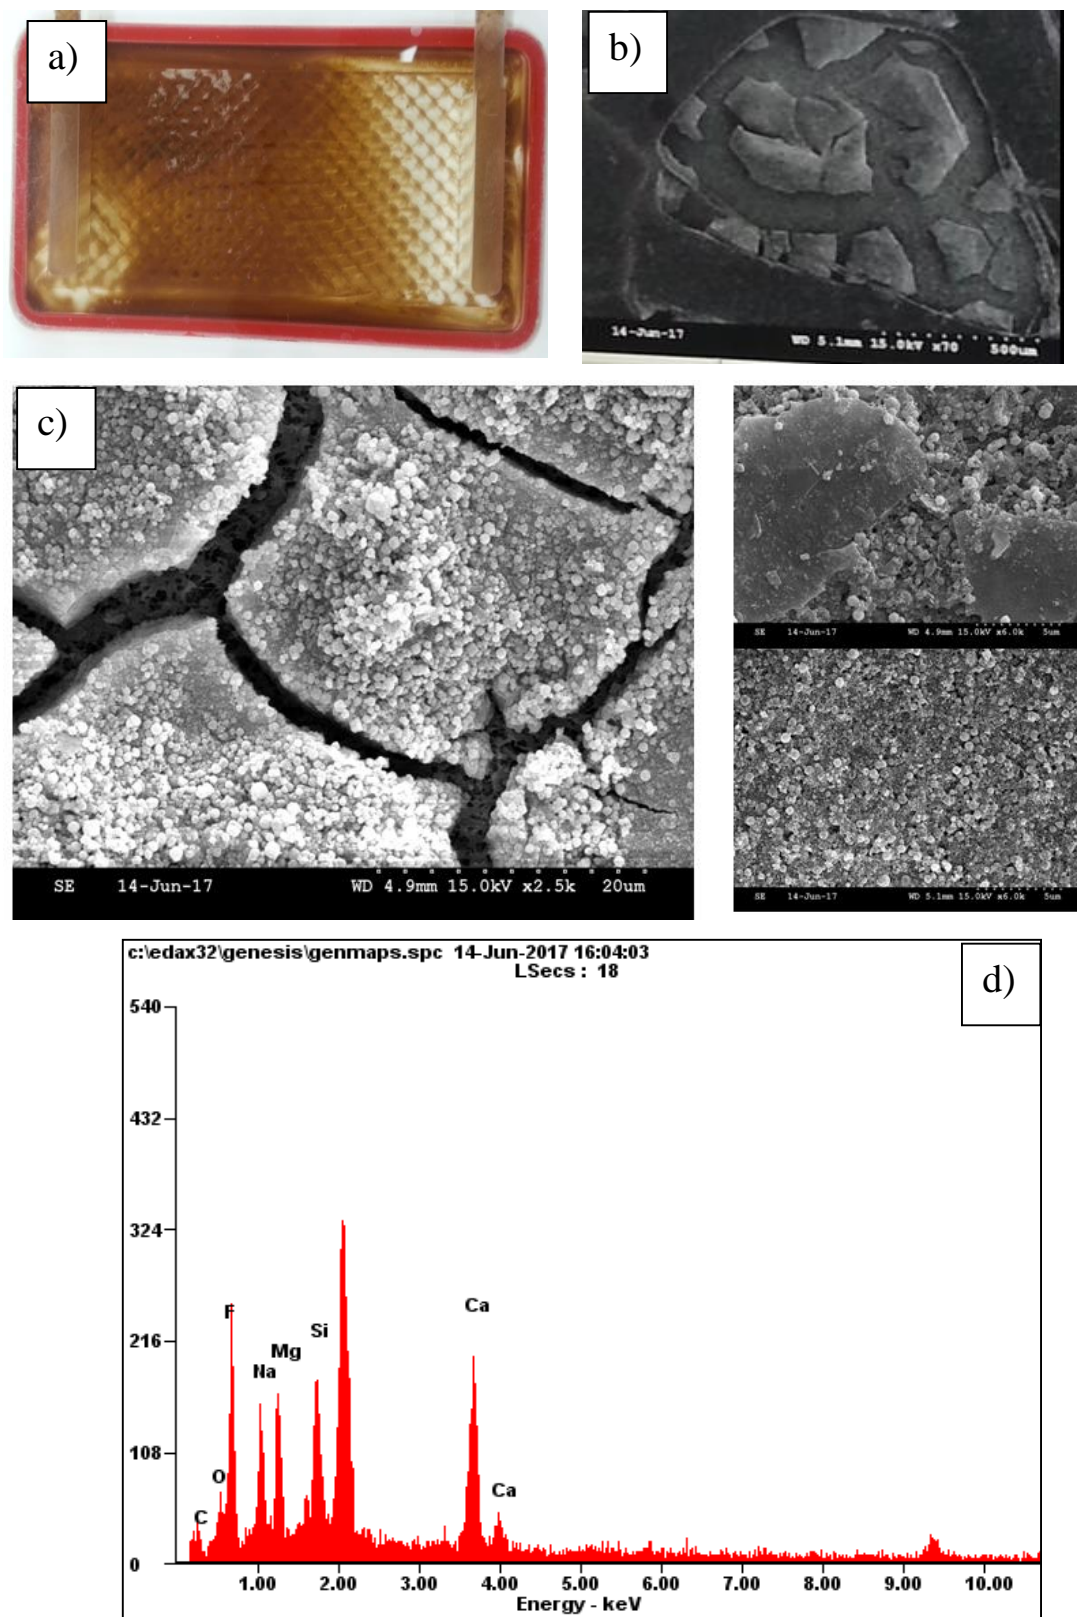 a)
b)
14-Jun-17 WD 5.1mm 15.0kV x70 500um
c)
SE 14-Jun-17 WD 4.9mm 15.0kV x2.5k 20um
SE 14-Jun-17 WD 4.9mm 15.0kV x6.0k 5um
SE 14-Jun-17 WD 5.1mm 15.0kV x6.0k 5um
c:\edax32\genesis\genmaps.spc 14-Jun-2017 16:04:03
LSecs : 18
d)
540
432
324
216
108
0
C
O
F
Na
Mg
Si
Ca
Ca
1.00 2.00 3.00 4.00 5.00 6.00 7.00 8.00 9.00 10.00
Energy - keV